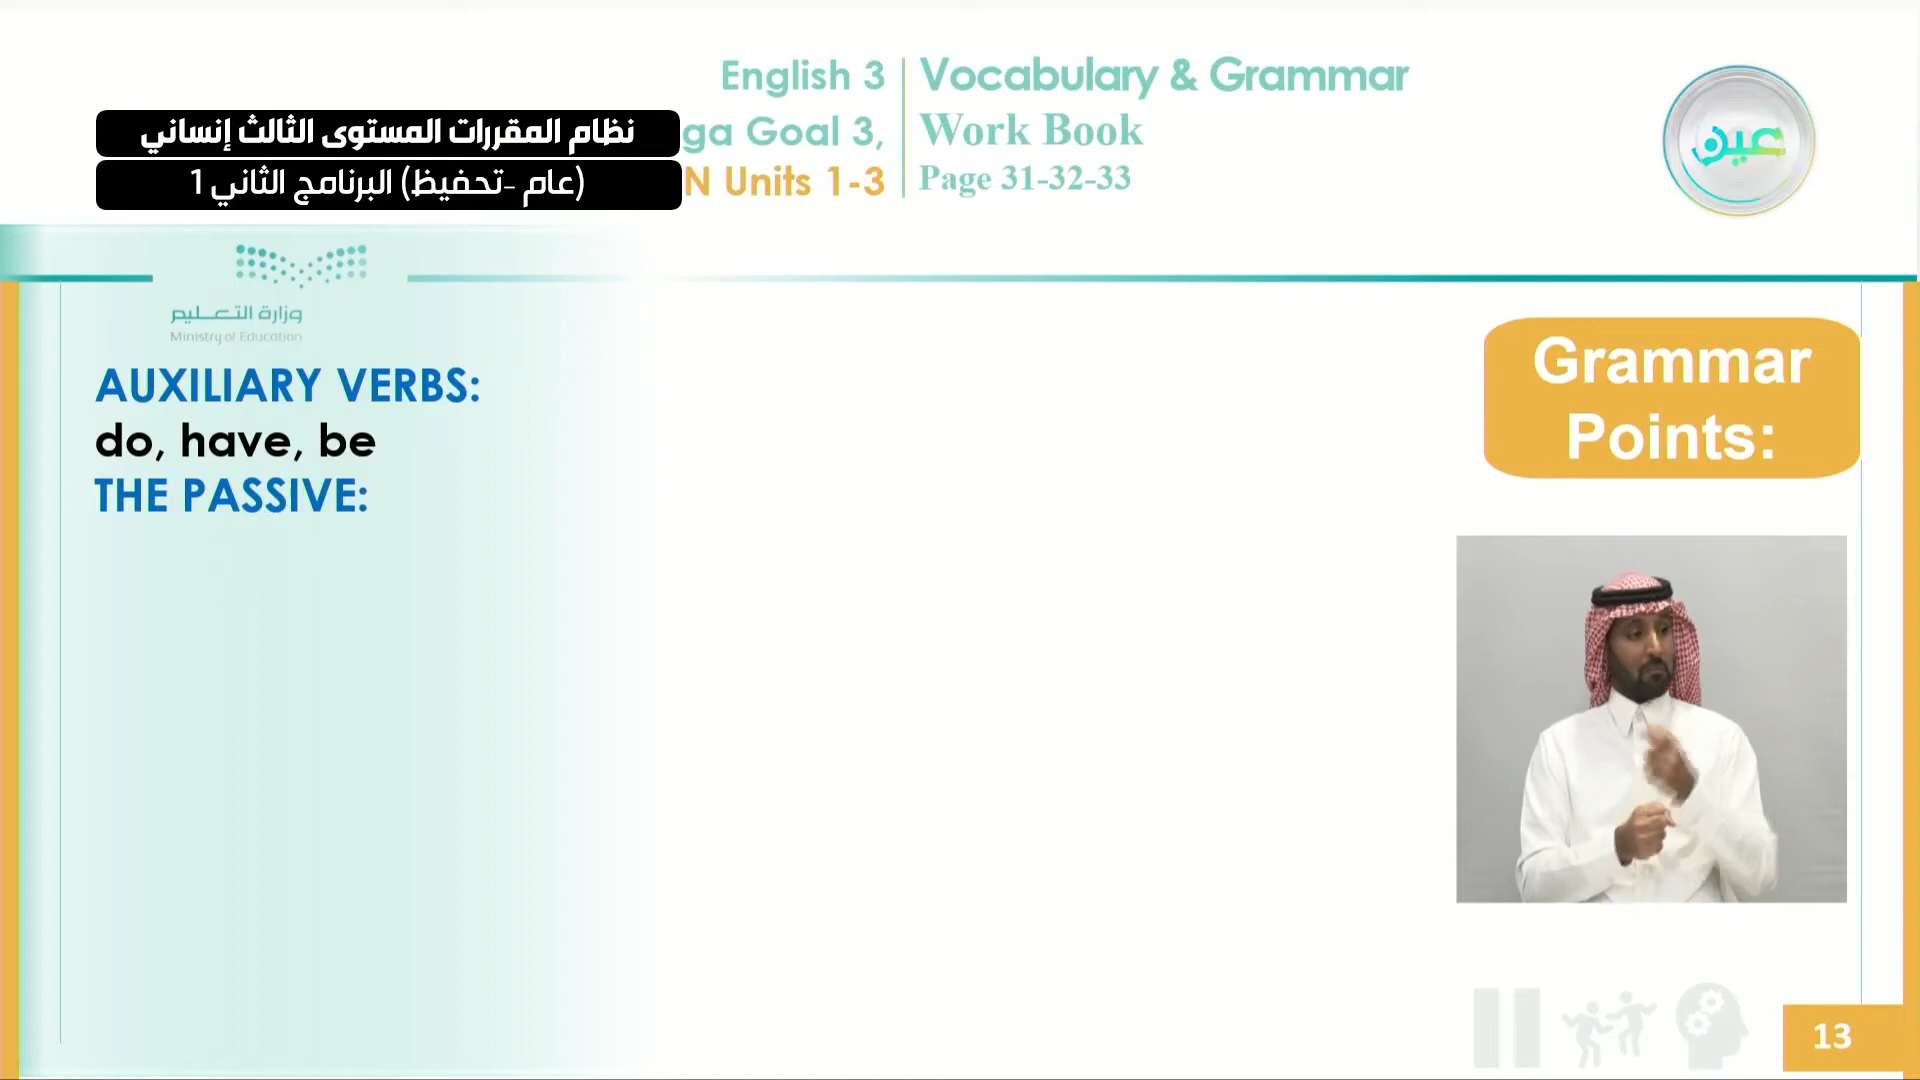 English 3
Vocabulary & Grammar
ga Goal 3,
Work Book
N Units 1-3
Page 31-32-33
نظام المقررات المستوى الثالث إنساني
(عام -تحفيظ) البرنامج الثاني 1
عين
وزارة التعليم
Ministry of Education
AUXILIARY VERBS:
do, have, be
THE PASSIVE:
Grammar
Points:
13